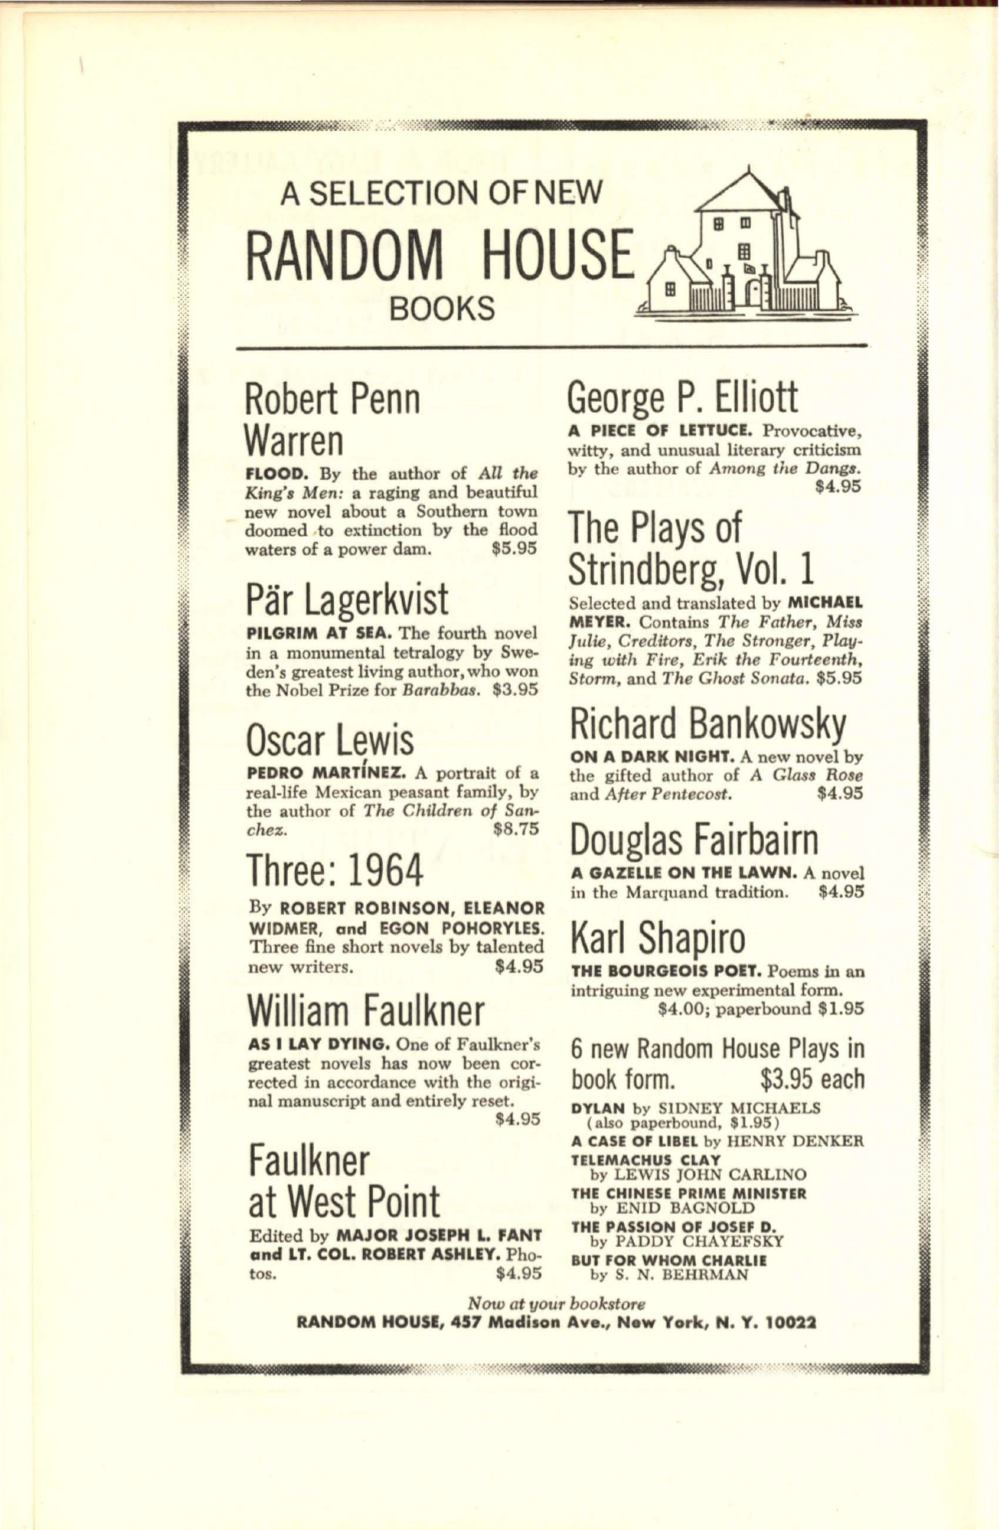 A SELECTION OF NEW
RANDOM HOUSE
BOOKS
Robert Penn
Warren
FLOOD. By the author of All the
King's Men: a raging and beautiful
new novel about a Southern town
doomed to extinction by the flood
waters of a power dam. $5.95
Pär Lagerkvist
PILGRIM AT SEA. The fourth novel
in a monumental tetralogy by Swe-
den's greatest living author, who won
the Nobel Prize for Barabbas. $3.95
Oscar Lewis
PEDRO MARTÍNEZ. A portrait of a
real-life Mexican peasant family, by
the author of The Children of San-
chez. $8.75
Three: 1964
By ROBERT ROBINSON, ELEANOR
WIDMER, and EGON POHORYLES.
Three fine short novels by talented
new writers. $4.95
William Faulkner
AS I LAY DYING. One of Faulkner's
greatest novels has now been cor-
rected in accordance with the origi-
nal manuscript and entirely reset.
$4.95
Faulkner
at West Point
Edited by MAJOR JOSEPH L. FANT
and LT. COL. ROBERT ASHLEY. Pho-
tos. $4.95
George P. Elliott
A PIECE OF LETTUCE. Provocative,
witty, and unusual literary criticism
by the author of Among the Dangs.
$4.95
The Plays of
Strindberg, Vol. 1
Selected and translated by MICHAEL
MEYER. Contains The Father, Miss
Julie, Creditors, The Stronger, Play-
ing with Fire, Erik the Fourteenth,
Storm, and The Ghost Sonata. $5.95
Richard Bankowsky
ON A DARK NIGHT. A new novel by
the gifted author of A Glass Rose
and After Pentecost. $4.95
Douglas Fairbairn
A GAZELLE ON THE LAWN. A novel
in the Marquand tradition. $4.95
Karl Shapiro
THE BOURGEOIS POET. Poems in an
intriguing new experimental form.
$4.00; paperbound $1.95
6 new Random House Plays in
book form. $3.95 each
DYLAN by SIDNEY MICHAELS
(also paperbound, $1.95)
A CASE OF LIBEL by HENRY DENKER
TELEMACHUS CLAY
by LEWIS JOHN CARLINO
THE CHINESE PRIME MINISTER
by ENID BAGNOLD
THE PASSION OF JOSEF D.
by PADDY CHAYEFSKY
BUT FOR WHOM CHARLIE
by S. N. BEHRMAN
Now at your bookstore
RANDOM HOUSE, 457 Madison Ave., New York, N. Y. 10022